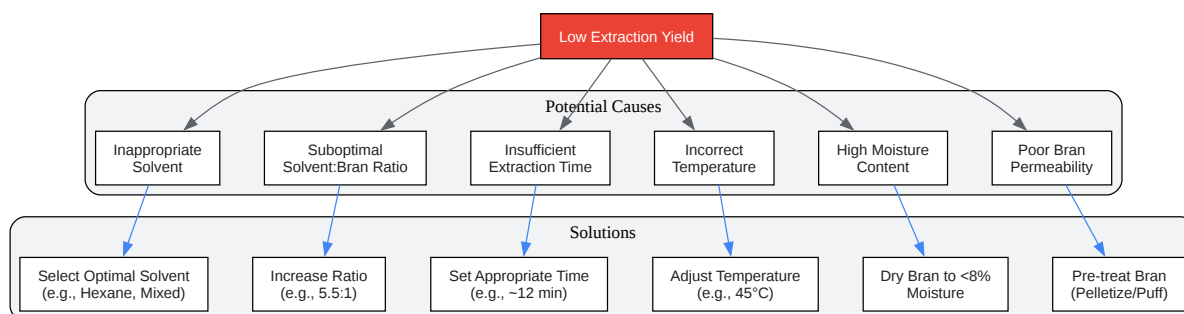 Low Extraction Yield
Potential Causes
Inappropriate
Solvent
Suboptimal
Solvent:Bran Ratio
Insufficient
Extraction Time
Incorrect
Temperature
High Moisture
Content
Poor Bran
Permeability
Solutions
Select Optimal Solvent
(e.g., Hexane, Mixed)
Increase Ratio
(e.g., 5.5:1)
Set Appropriate Time
(e.g., ~12 min)
Adjust Temperature
(e.g., 45°C)
Dry Bran to <8%
Moisture
Pre-treat Bran
(Pelletize/Puff)